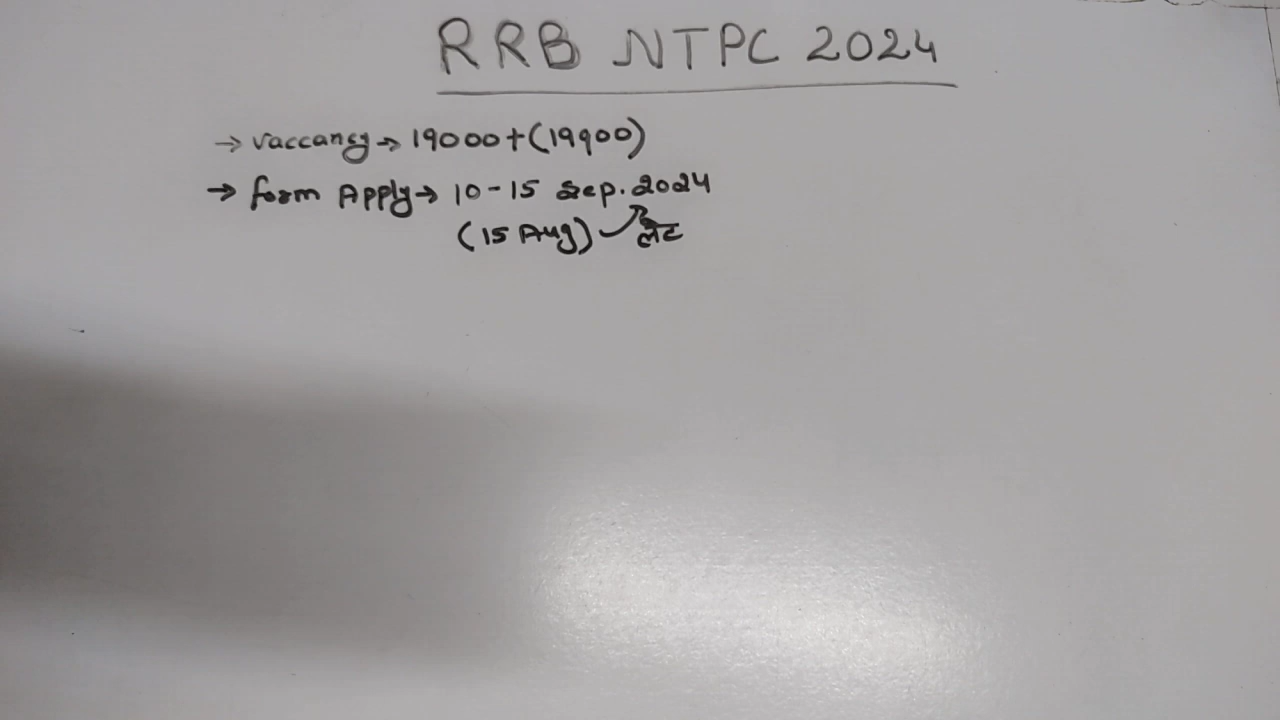 RRB NTPC 2024
→ vaccancy → 19000+(19900)
→ form Apply → 10-15 Sep. 2024
(15 Aug) लेट